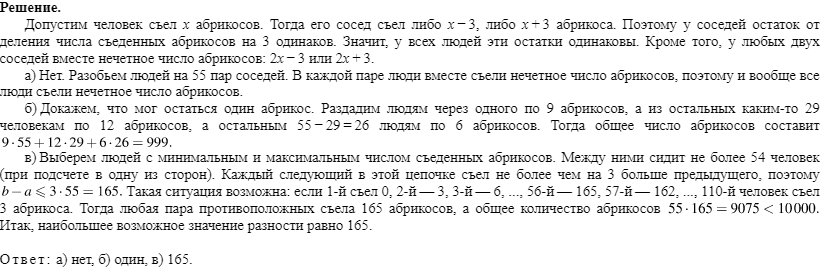 Решение.
Допустим человек съел x абрикосов. Тогда его сосед съел либо x − 3, либо x + 3 абрикоса. Поэтому у соседей остаток от
деления числа съеденных абрикосов на 3 одинаков. Значит, у всех людей эти остатки одинаковы. Кроме того, у любых двух
соседей вместе нечетное число абрикосов: 2x − 3 или 2x + 3.
а) Нет. Разобьем людей на 55 пар соседей. В каждой паре люди вместе съели нечетное число абрикосов, поэтому и вообще все
люди съели нечетное число абрикосов.
б) Докажем, что мог остаться один абрикос. Раздадим людям через одного по 9 абрикосов, а из остальных каким-то 29
человекам по 12 абрикосов, а остальным 55 − 29 = 26 людям по 6 абрикосов. Тогда общее число абрикосов составит
9 · 55 + 12 · 29 + 6 · 26 = 999.
в) Выберем людей с минимальным и максимальным числом съеденных абрикосов. Между ними сидит не более 54 человек
(при подсчете в одну из сторон). Каждый следующий в этой цепочке съел не более чем на 3 больше предыдущего, поэтому
b − a ⩽ 3 · 55 = 165. Такая ситуация возможна: если 1-й съел 0, 2-й — 3, 3-й — 6, ..., 56-й — 165, 57-й — 162, ..., 110-й человек съел
3 абрикоса. Тогда любая пара противоположных съела 165 абрикосов, а общее количество абрикосов 55 · 165 = 9075 < 10 000.
Итак, наибольшее возможное значение разности равно 165.
Ответ: а) нет, б) один, в) 165.